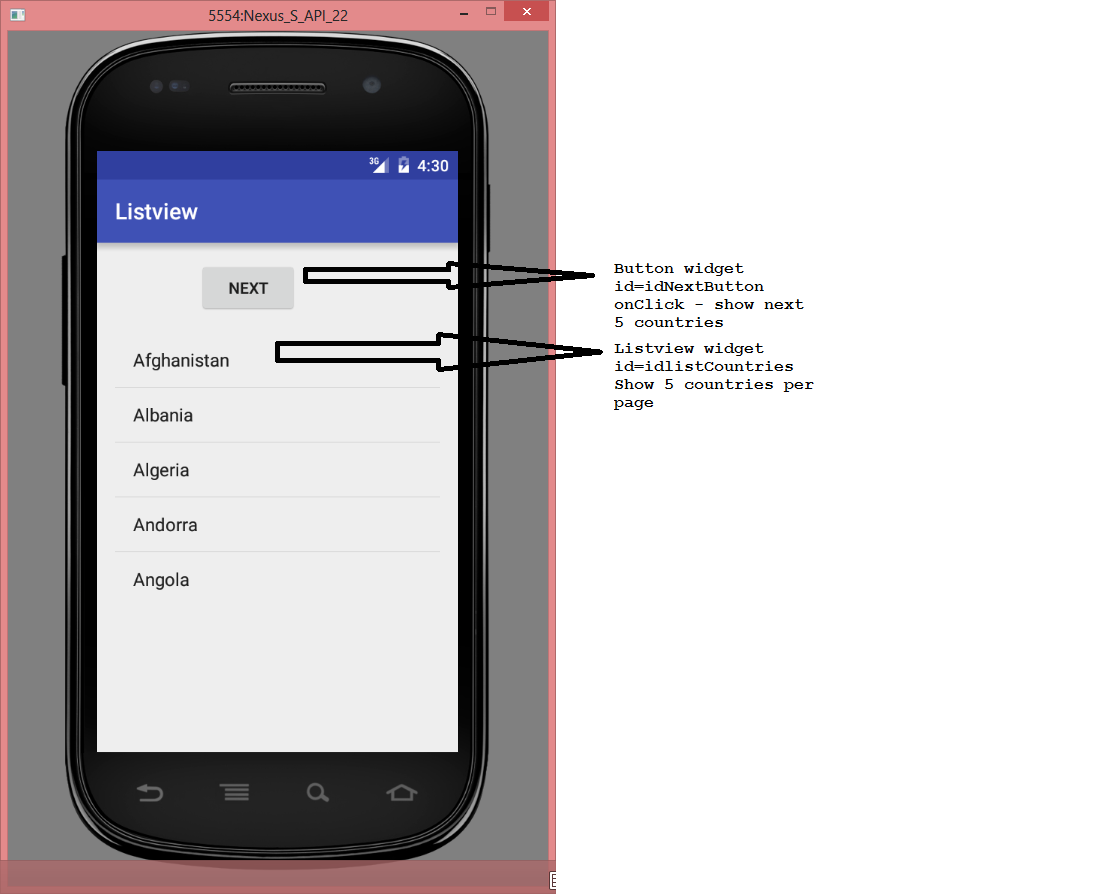 5554:Nexus_S_API_22
3G 4:30
Listview
NEXT
Button widget
id=idNextButton
onClick - show next
5 countries
Listview widget
id=idlistCountries
Show 5 countries per
page
Afghanistan
Albania
Algeria
Andorra
Angola